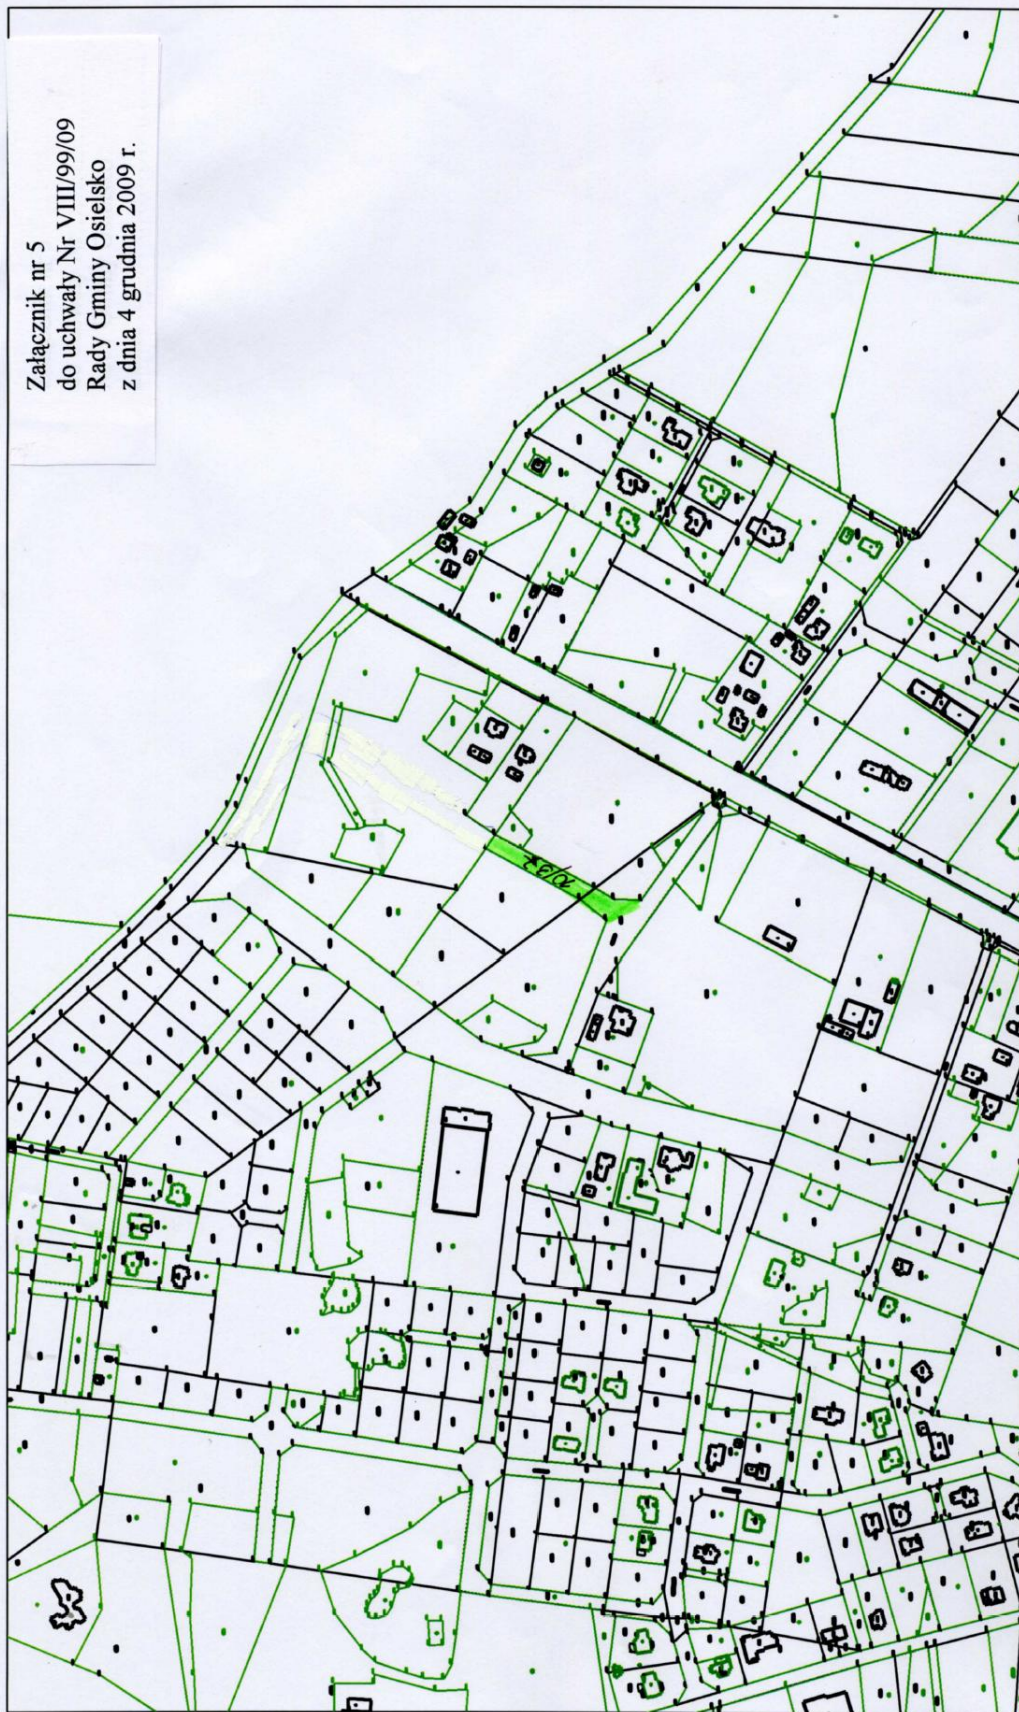 Załącznik nr 5
do uchwały Nr VIII/99/09
Rady Gminy Osielsko
z dnia 4 grudnia 2009 r.